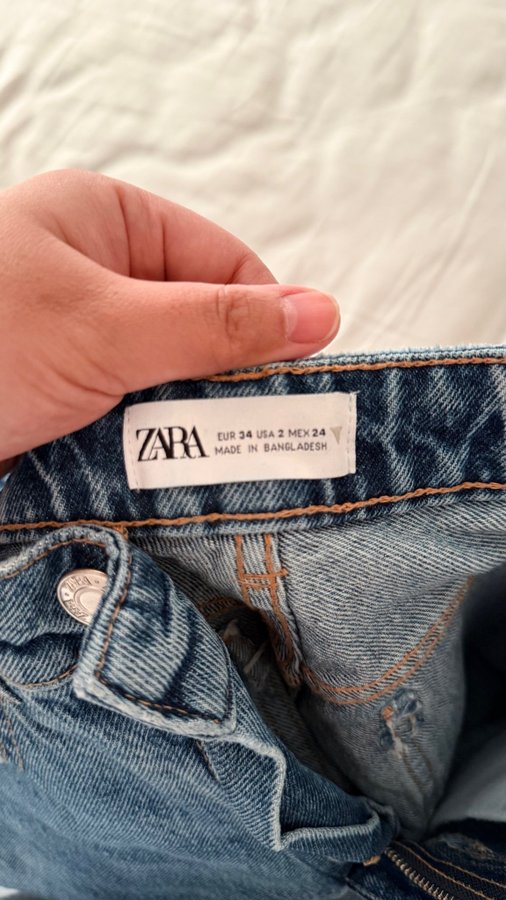 ZARA
EUR 34 USA 2 MEX 24
MADE IN BANGLADESH